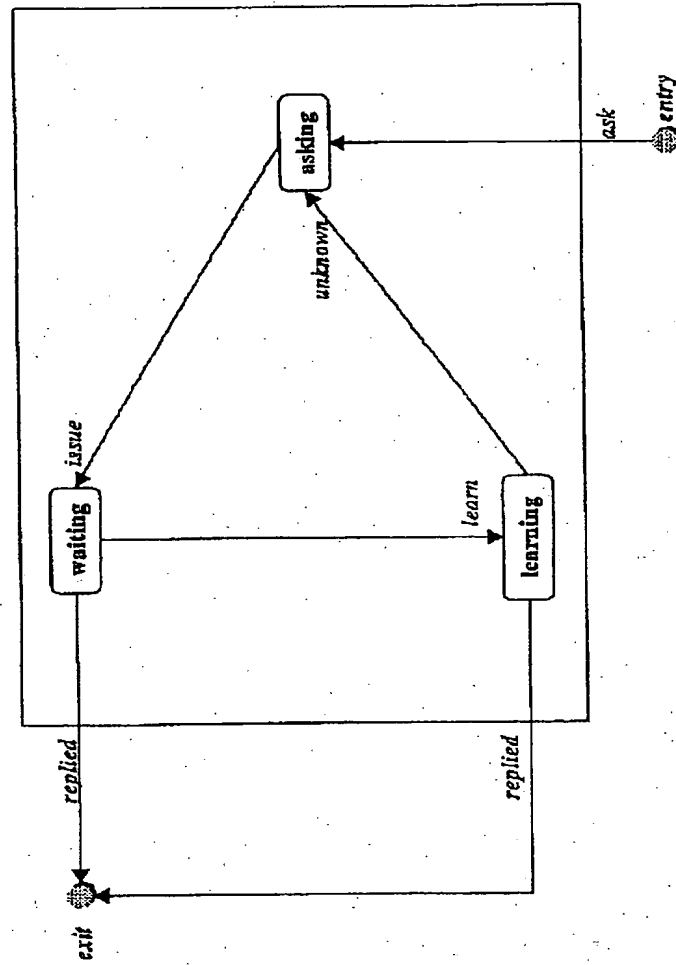 entry
ask
asking
unknown
issue
waiting
learn
learning
replied
replied
exit